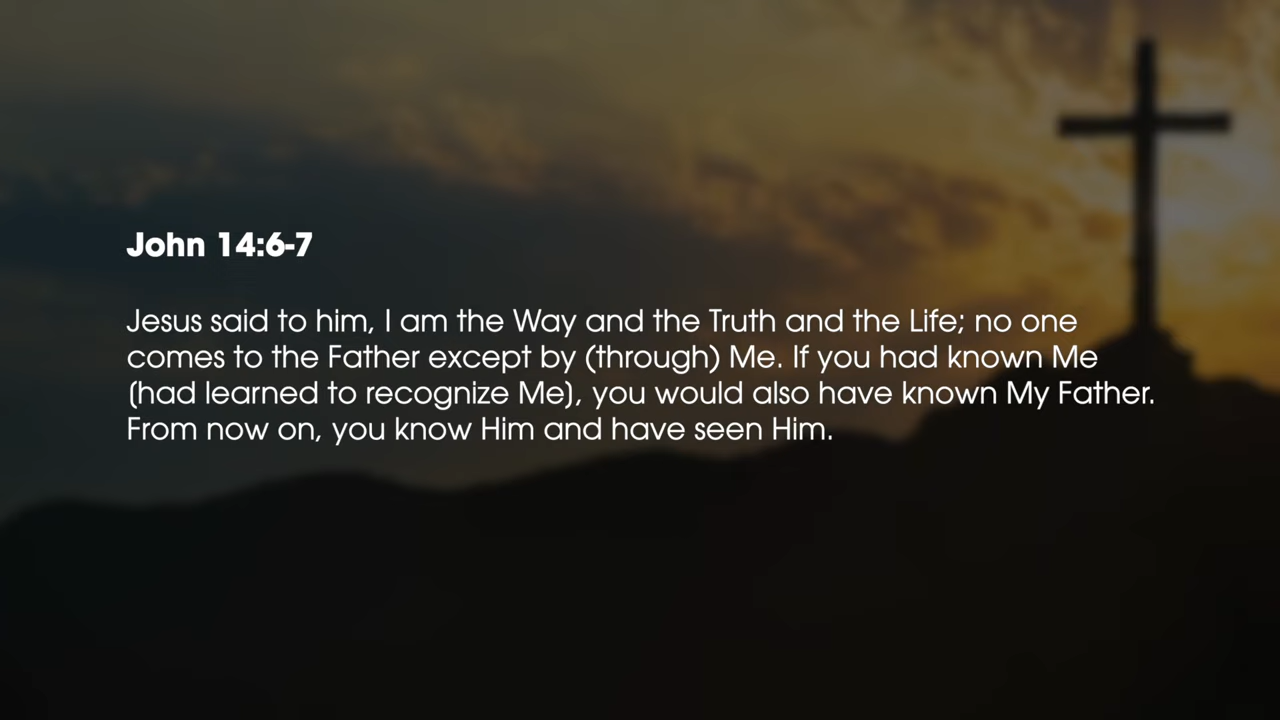 John 14:6-7
Jesus said to him, I am the Way and the Truth and the Life; no one
comes to the Father except by (through) Me. If you had known Me
(had learned to recognize Me), you would also have known My Father.
From now on, you know Him and have seen Him.